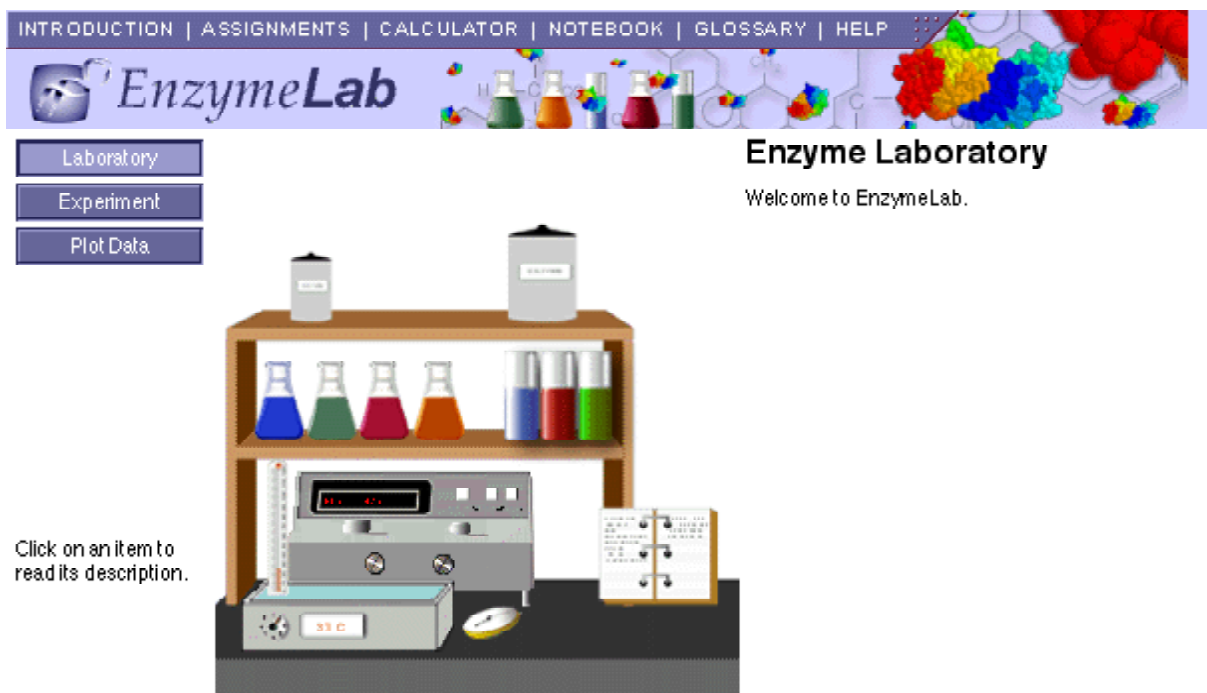 INTRODUCTION | ASSIGNMENTS | CALCULATOR | NOTEBOOK | GLOSSARY | HELP
EnzymeLab
Laboratory
Experiment
Plot Data
Enzyme Laboratory
Welcome to EnzymeLab.
Click on an item to
read its description.